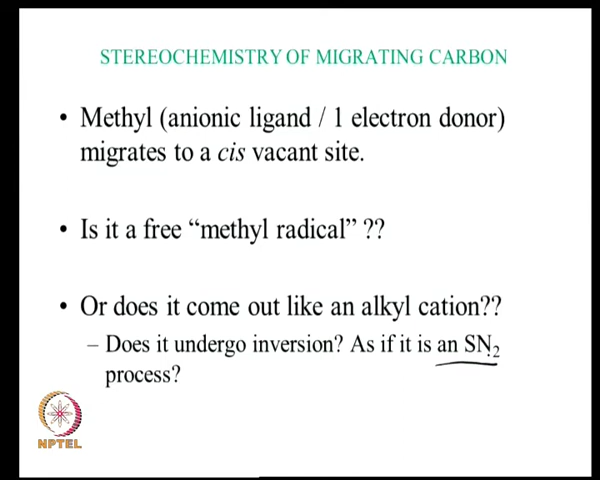 STEREOCHEMISTRY OF MIGRATING CARBON
• Methyl (anionic ligand / 1 electron donor)
migrates to a cis vacant site.
• Is it a free “methyl radical” ??
• Or does it come out like an alkyl cation??
– Does it undergo inversion? As if it is an SN2
process?
NPTEL